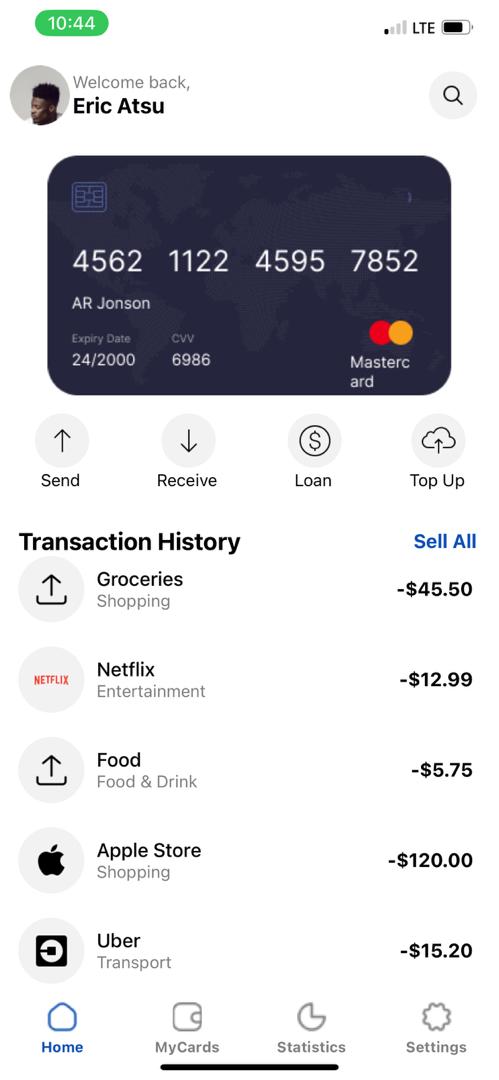 10:44
LTE
Welcome back,
Eric Atsu
4562 1122 4595 7852
AR Jonson
Expiry Date CVV
24/2000 6986
Masterc
ard
Send Receive Loan Top Up
Transaction History Sell All
Groceries
Shopping
-$45.50
NETFLIX
Netflix
Entertainment
-$12.99
Food
Food & Drink
-$5.75
Apple Store
Shopping
-$120.00
Uber
Transport
-$15.20
Home MyCards Statistics Settings